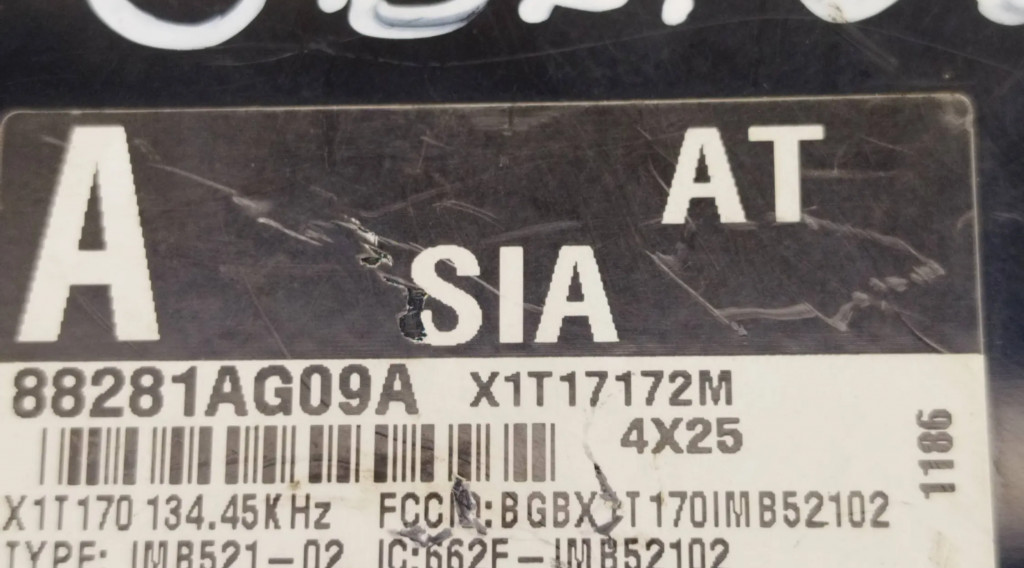 A AT
SIA
88281AG09A X1T17172M
4X25
1186
X1T170 134.45KHz
TYPE: IMB521-02 IC:662F-IMB52102